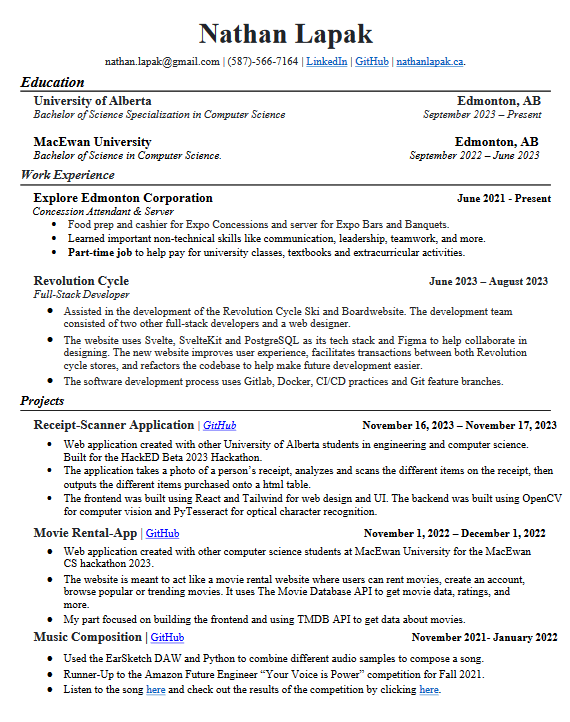 Nathan Lapak
nathan.lapak@gmail.com | (587)-566-7164 | LinkedIn | GitHub | nathanlapak.ca.
Education
University of Alberta Edmonton, AB
Bachelor of Science Specialization in Computer Science September 2023 – Present
MacEwan University Edmonton, AB
Bachelor of Science in Computer Science. September 2022 – June 2023
Work Experience
Explore Edmonton Corporation June 2021 - Present
Concession Attendant & Server
• Food prep and cashier for Expo Concessions and server for Expo Bars and Banquets.
• Learned important non-technical skills like communication, leadership, teamwork, and more.
• Part-time job to help pay for university classes, textbooks and extracurricular activities.
Revolution Cycle June 2023 – August 2023
Full-Stack Developer
• Assisted in the development of the Revolution Cycle Ski and Boardwebsite. The development team
consisted of two other full-stack developers and a web designer.
• The website uses Svelte, SvelteKit and PostgreSQL as its tech stack and Figma to help collaborate in
designing. The new website improves user experience, facilitates transactions between both Revolution
cycle stores, and refactors the codebase to help make future development easier.
• The software development process uses Gitlab, Docker, CI/CD practices and Git feature branches.
Projects
Receipt-Scanner Application | GitHub November 16, 2023 – November 17, 2023
• Web application created with other University of Alberta students in engineering and computer science.
Built for the HackED Beta 2023 Hackathon.
• The application takes a photo of a person's receipt, analyzes and scans the different items on the receipt, then
outputs the different items purchased onto a html table.
• The frontend was built using React and Tailwind for web design and UI. The backend was built using OpenCV
for computer vision and PyTesseract for optical character recognition.
Movie Rental-App | GitHub November 1, 2022 – December 1, 2022
• Web application created with other computer science students at MacEwan University for the MacEwan
CS hackathon 2023.
• The website is meant to act like a movie rental website where users can rent movies, create an account,
browse popular or trending movies. It uses The Movie Database API to get movie data, ratings, and
more.
• My part focused on building the frontend and using TMDB API to get data about movies.
Music Composition | GitHub November 2021- January 2022
• Used the EarSketch DAW and Python to combine different audio samples to compose a song.
• Runner-Up to the Amazon Future Engineer "Your Voice is Power" competition for Fall 2021.
• Listen to the song here and check out the results of the competition by clicking here.